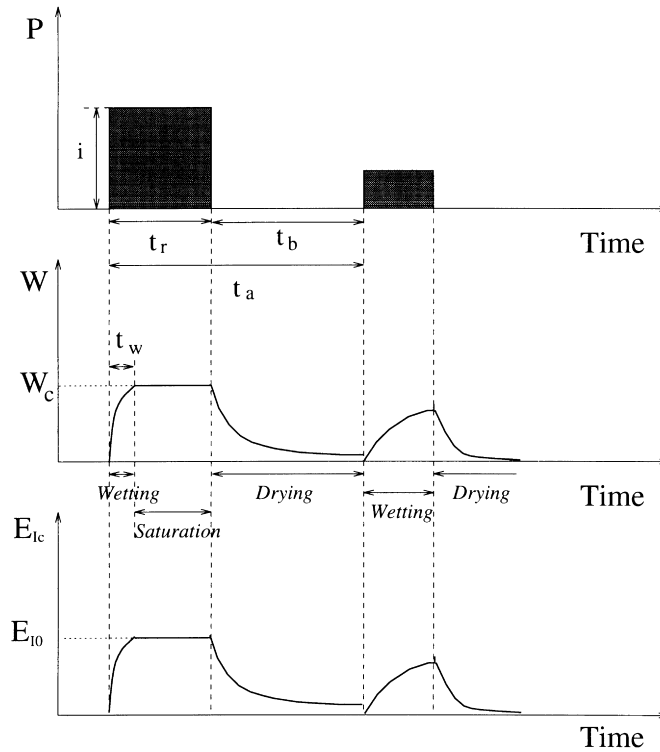 P
i
t r
t b
Time
t a
W
t w
W c
Wetting
Drying
Drying
Time
Wetting
Saturation
E Ic
E I0
Time